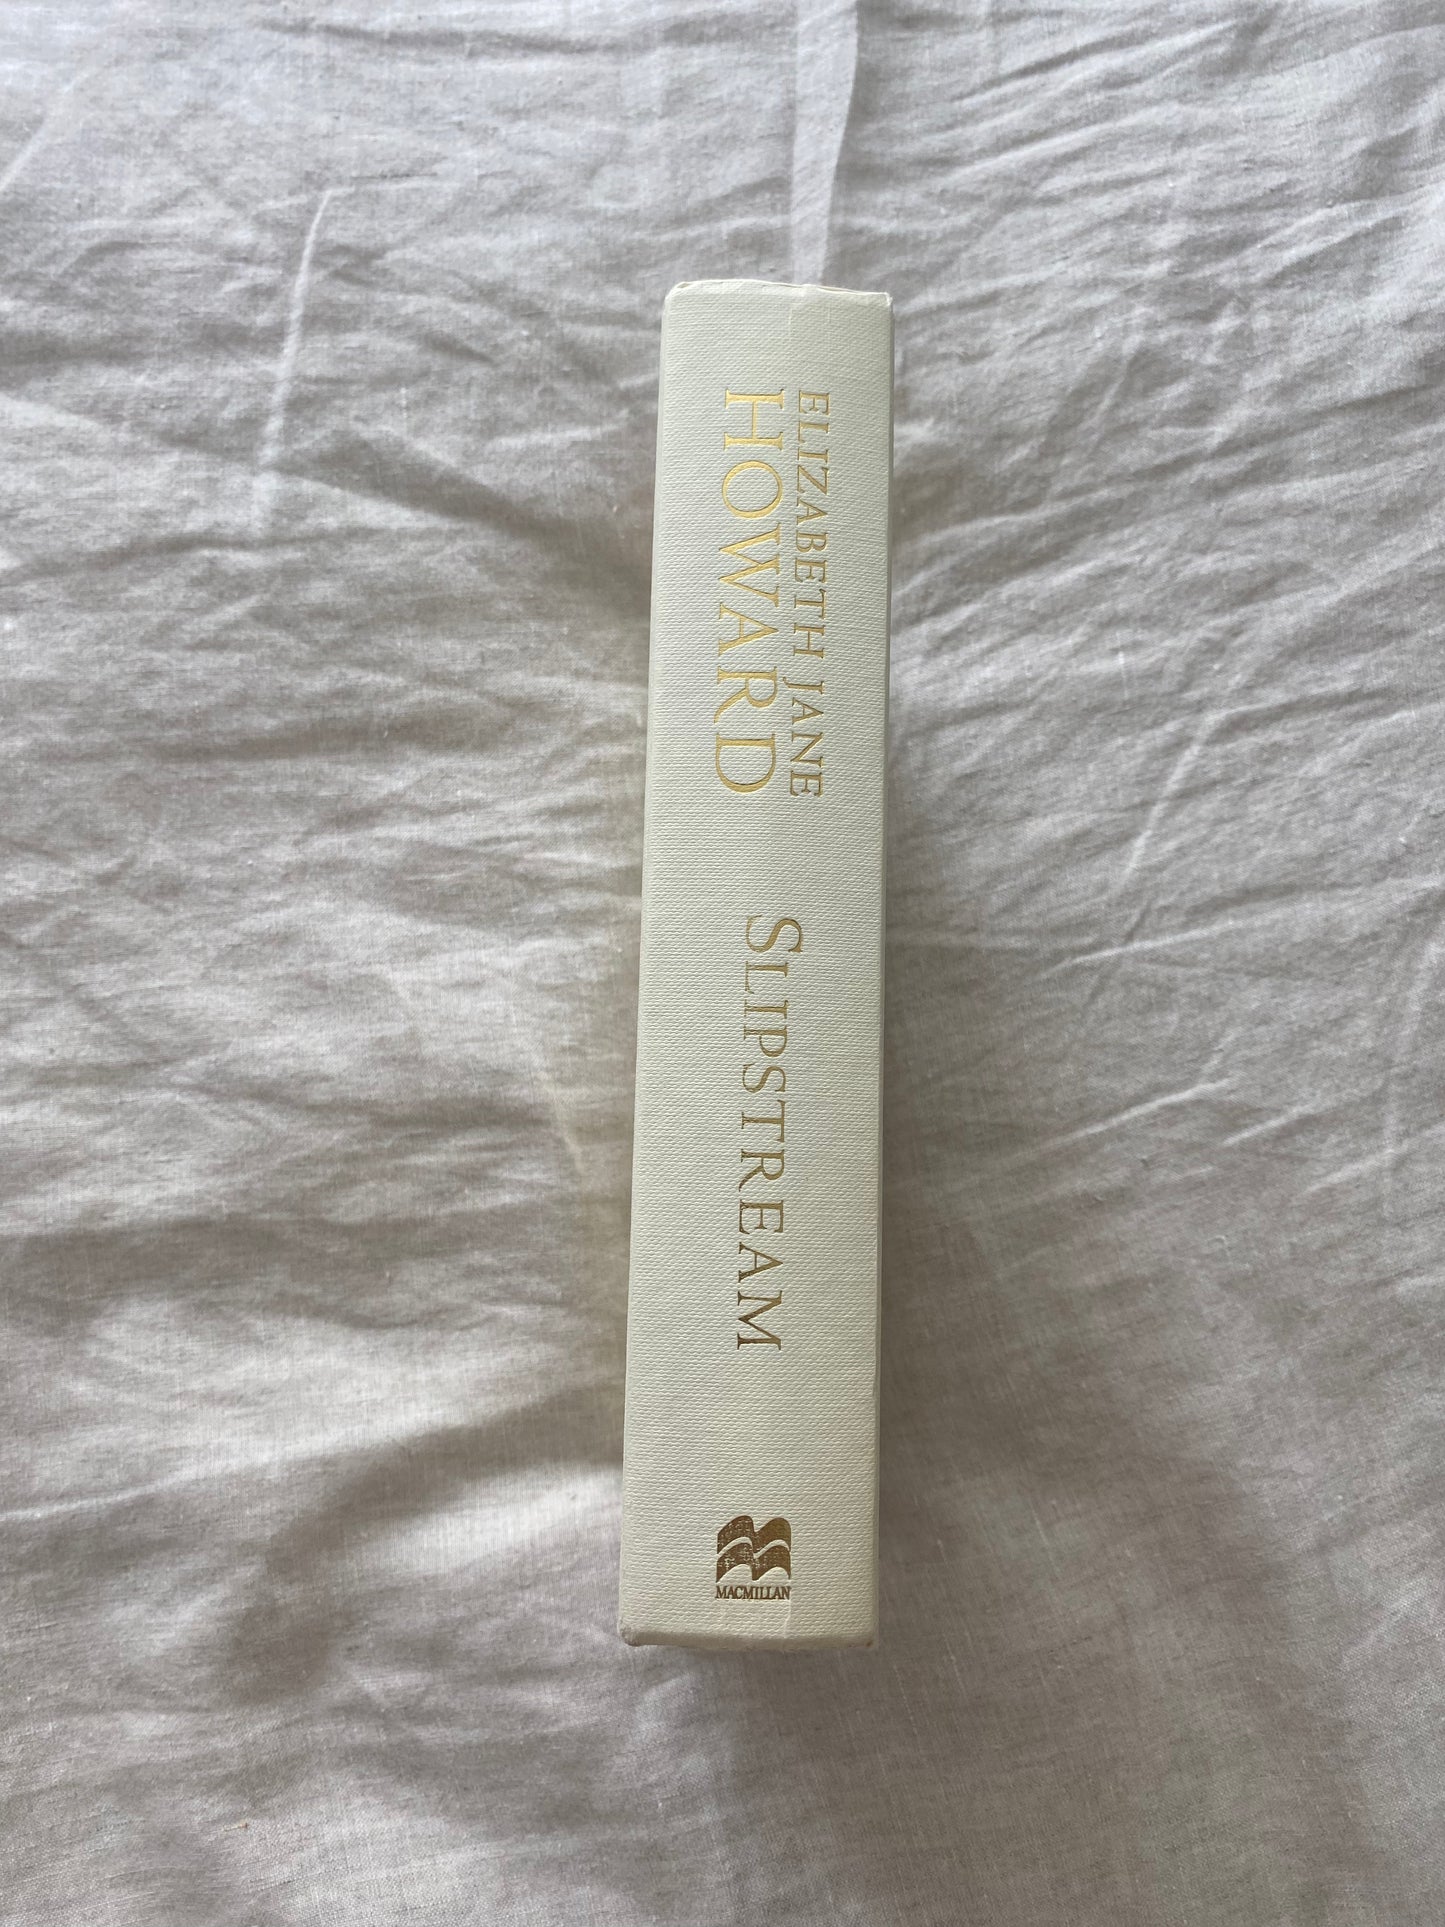 ELIZABETH JANE
HOWARD
SLIPSTREAM
MACMILLAN